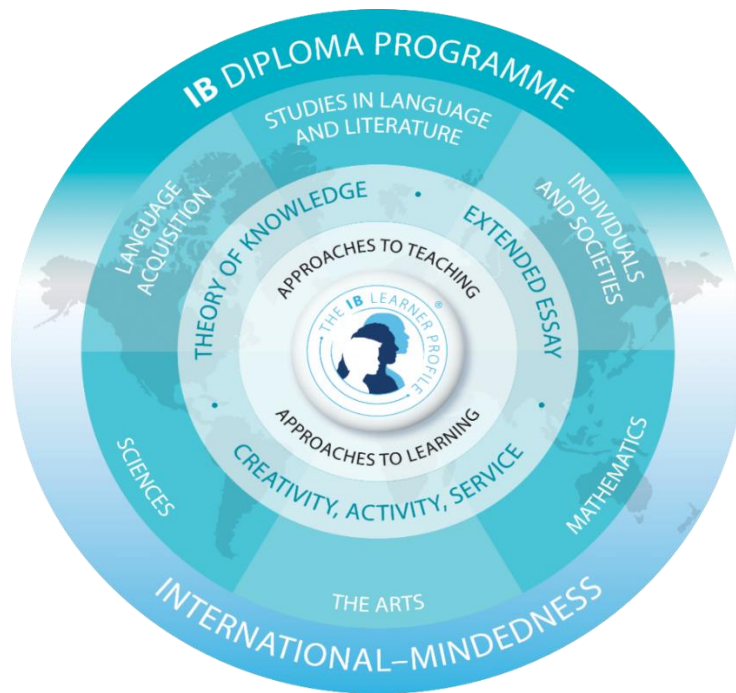 IB DIPLOMA PROGRAMME
STUDIES IN LANGUAGE
AND LITERATURE
LANGUAGE
ACQUISITION
INDIVIDUALS
AND SOCIETIES
THEORY OF KNOWLEDGE
•
EXTENDED ESSAY
APPROACHES TO TEACHING
THE IB LEARNER PROFILE
®
APPROACHES TO LEARNING
•
CREATIVITY, ACTIVITY, SERVICE
•
SCIENCES
MATHEMATICS
THE ARTS
INTERNATIONAL–MINDEDNESS